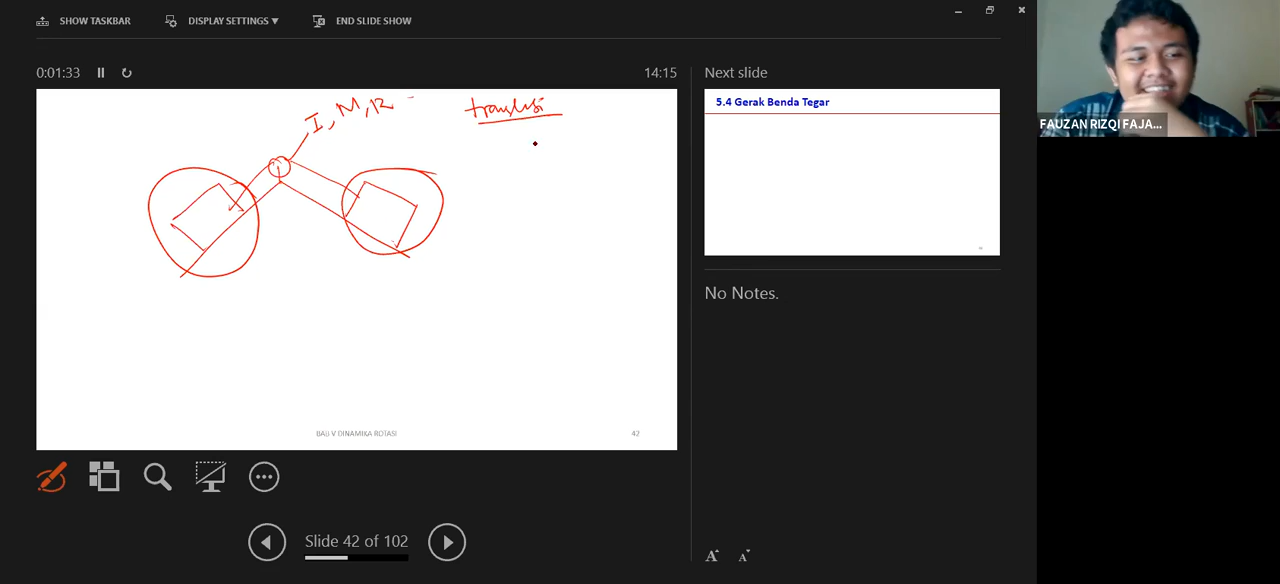 SHOW TASKBAR
DISPLAY SETTINGS ▼
END SLIDE SHOW
0:01:33
14:15
I, M, R
translasi
BAB V DINAMIKA ROTASI
42
Slide 42 of 102
Next slide
5.4 Gerak Benda Tegar
No Notes.
A A
FAUZAN RIZQI FAJA...